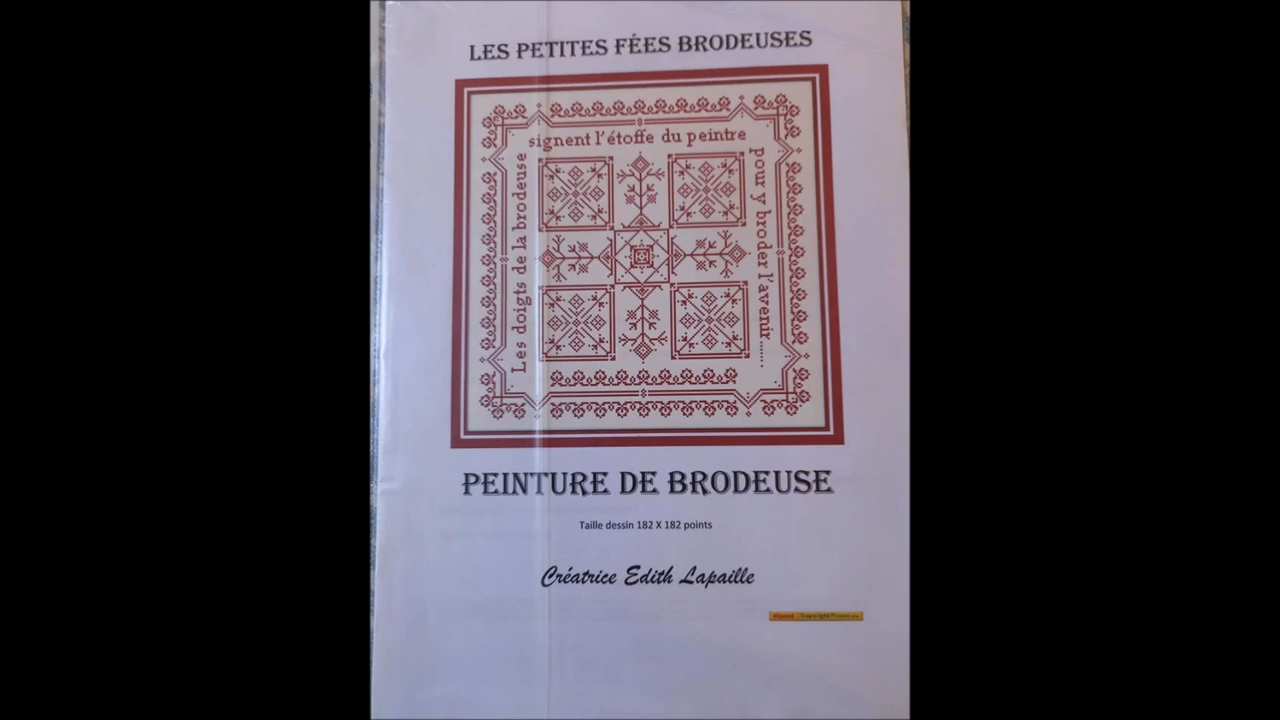 LES PETITES FÉES BRODEUSES
Les doigts de la brodeuse
signent l'étoffe du peintre
pour y broder l'avenir......
PEINTURE DE BRODEUSE
Taille dessin 182 X 182 points
Créatrice Edith Lapaille